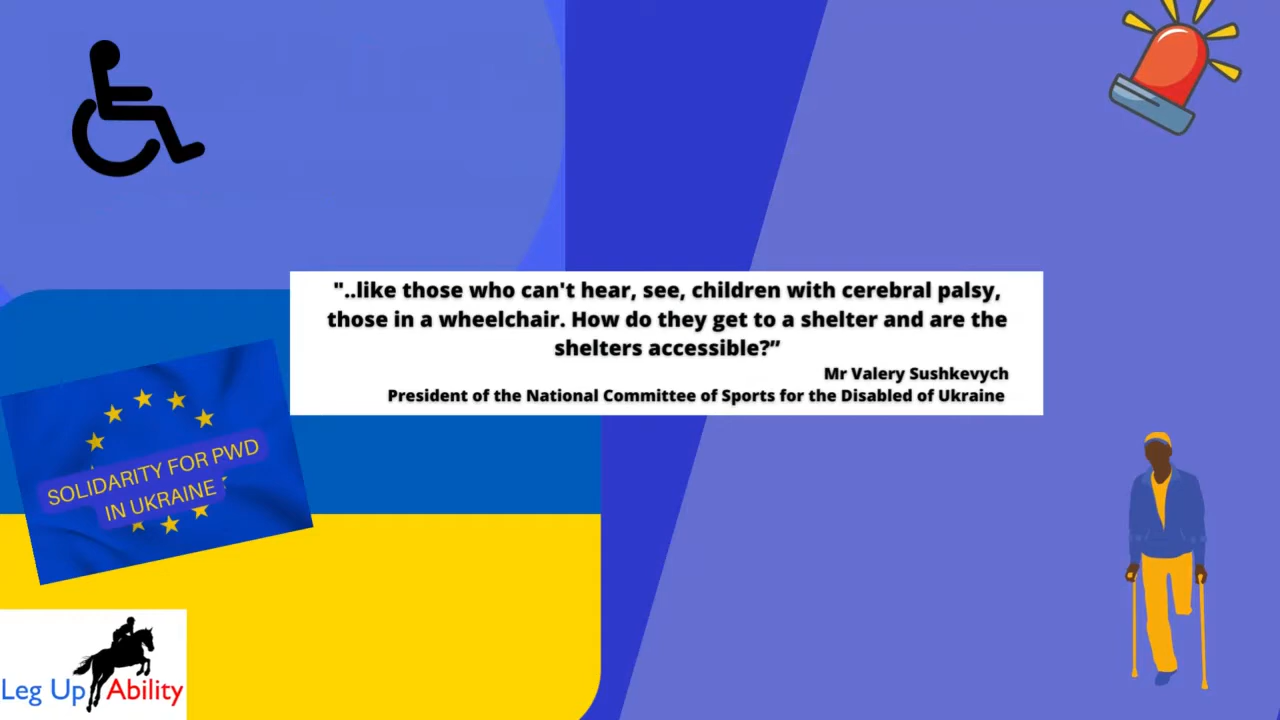 "..like those who can't hear, see, children with cerebral palsy,
those in a wheelchair. How do they get to a shelter and are the
shelters accessible?”
Mr Valery Sushkevych
President of the National Committee of Sports for the Disabled of Ukraine
SOLIDARITY FOR PWD
IN UKRAINE
Leg Up Ability